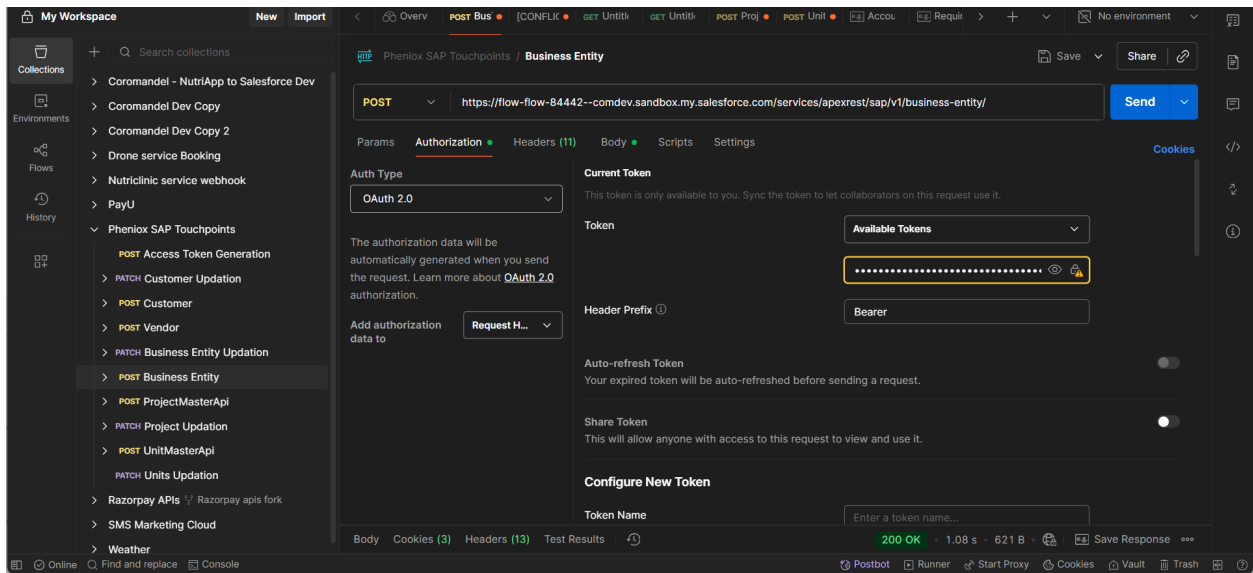 My Workspace
New
Import
Overv
POST Bus
[CONFLIC
GET Untitle
GET Untitle
POST Proj
POST Unit
Accou
Requir
No environment
Collections
Environments
Flows
History
Search collections
Coromandel - NutriApp to Salesforce Dev
Coromandel Dev Copy
Coromandel Dev Copy 2
Drone service Booking
Nutriclinic service webhook
PayU
Pheniox SAP Touchpoints
POST Access Token Generation
PATCH Customer Updation
POST Customer
POST Vendor
PATCH Business Entity Updation
POST Business Entity
POST ProjectMasterApi
PATCH Project Updation
POST UnitMasterApi
PATCH Units Updation
Razorpay APIs Razorpay apis fork
SMS Marketing Cloud
Weather
HTTP Pheniox SAP Touchpoints / Business Entity
Save
Share
POST
https://flow-flow-84442--comdev.sandbox.my.salesforce.com/services/apexrest/sap/v1/business-entity/
Send
Params
Authorization
Headers (11)
Body
Scripts
Settings
Cookies
Auth Type
OAuth 2.0
The authorization data will be
automatically generated when you send
the request. Learn more about OAuth 2.0
authorization.
Add authorization
data to
Request H...
Current Token
This token is only available to you. Sync the token to let collaborators on this request use it.
Token
Available Tokens
Header Prefix
Bearer
Auto-refresh Token
Your expired token will be auto-refreshed before sending a request.
Share Token
This will allow anyone with access to this request to view and use it.
Configure New Token
Token Name
Enter a token name...
Body
Cookies (3)
Headers (13)
Test Results
200 OK
1.08 s
621 B
e.g. Save Response
Online
Find and replace
Console
Postbot
Runner
Start Proxy
Cookies
Vault
Trash